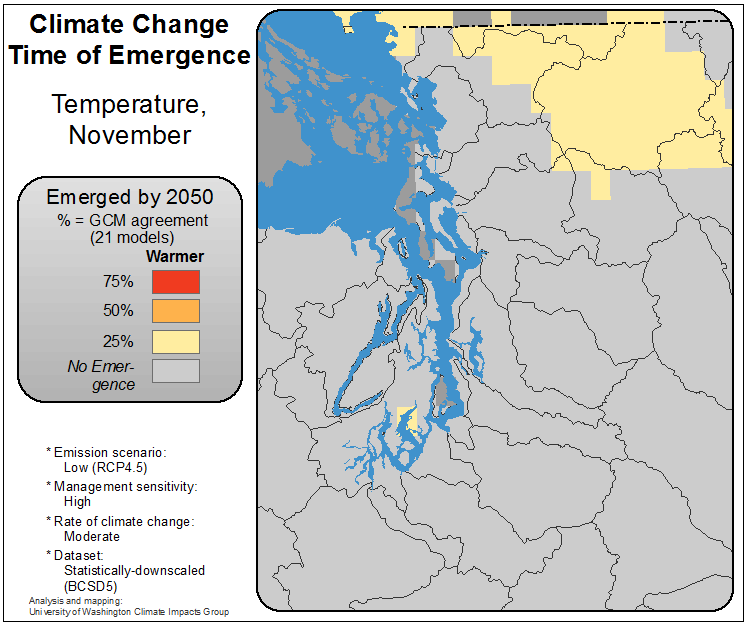 Climate Change
Time of Emergence
Temperature,
November
Emerged by 2050
% = GCM agreement
(21 models)
Warmer
75%
50%
25%
No Emer-
gence
* Emission scenario:
Low (RCP4.5)
* Management sensitivity:
High
* Rate of climate change:
Moderate
* Dataset:
Statistically-downscaled
(BCSD5)
Analysis and mapping:
University of Washington Climate Impacts Group